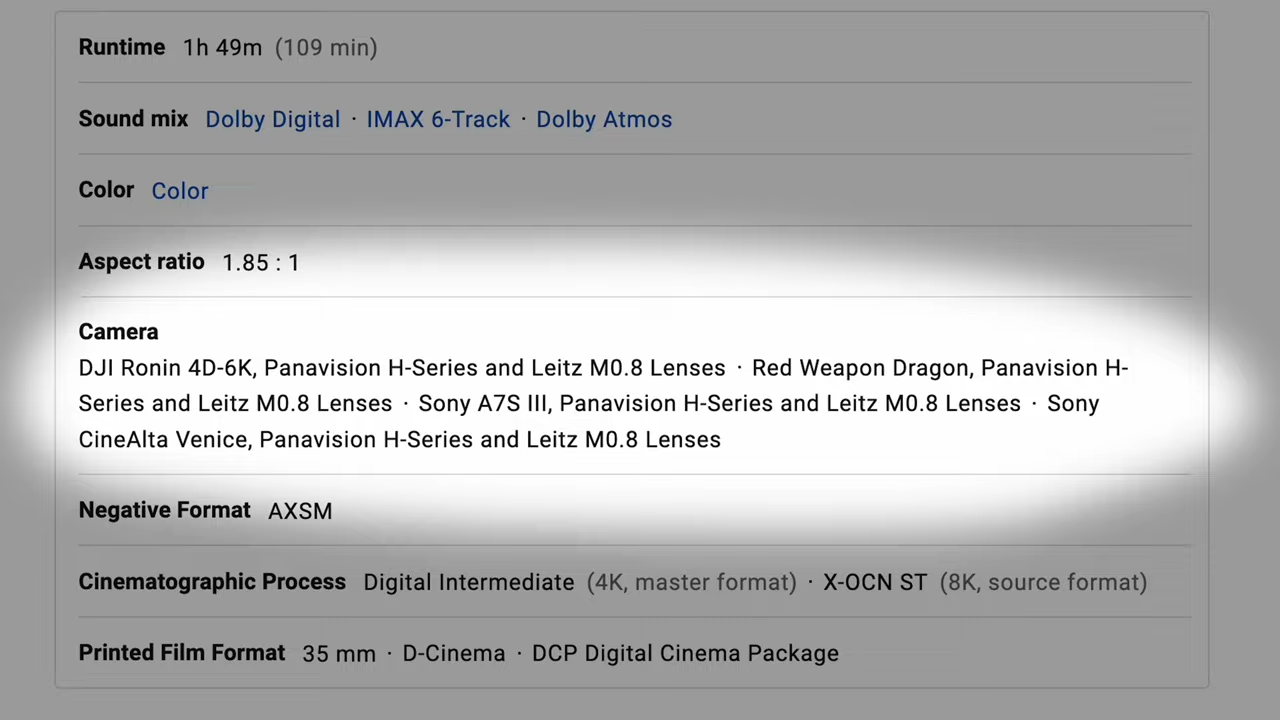 Runtime 1h 49m (109 min)
Sound mix Dolby Digital · IMAX 6-Track · Dolby Atmos
Color Color
Aspect ratio 1.85 : 1
Camera
DJI Ronin 4D-6K, Panavision H-Series and Leitz M0.8 Lenses · Red Weapon Dragon, Panavision H-
Series and Leitz M0.8 Lenses · Sony A7S III, Panavision H-Series and Leitz M0.8 Lenses · Sony
CineAlta Venice, Panavision H-Series and Leitz M0.8 Lenses
Negative Format AXSM
Cinematographic Process Digital Intermediate (4K, master format) · X-OCN ST (8K, source format)
Printed Film Format 35 mm · D-Cinema · DCP Digital Cinema Package